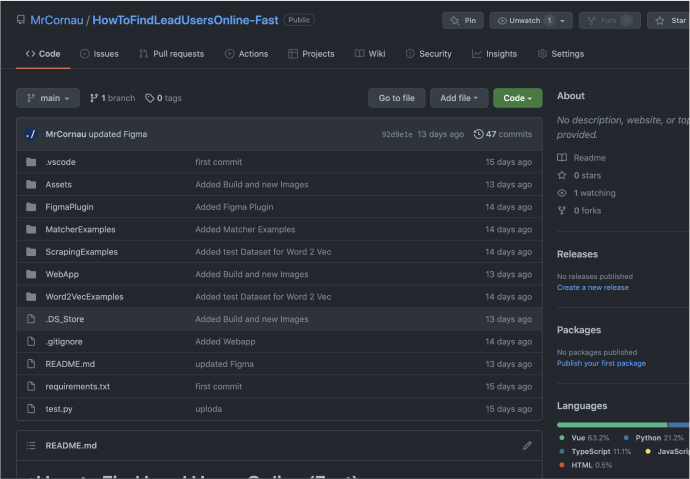 MrCornau / HowToFindLeadUsersOnline-Fast Public
Pin Unwatch 1 Fork 0 Star
Code Issues Pull requests Actions Projects Wiki Security Insights Settings
main 1 branch 0 tags Go to file Add file Code
MrCornau updated Figma 92d9e1e 13 days ago 47 commits
.vscode first commit 15 days ago
Assets Added Build and new Images 13 days ago
FigmaPlugin Added Figma Plugin 14 days ago
MatcherExamples Added Matcher Examples 14 days ago
ScrapingExamples Added test Dataset for Word 2 Vec 14 days ago
WebApp Added Build and new Images 13 days ago
Word2VecExamples Added test Dataset for Word 2 Vec 14 days ago
.DS_Store Added Build and new Images 13 days ago
.gitignore Added Webapp 14 days ago
README.md updated Figma 13 days ago
requirements.txt first commit 15 days ago
test.py uploda 15 days ago
README.md
About
No description, website, or top
provided.
Readme
0 stars
1 watching
0 forks
Releases
No releases published
Create a new release
Packages
No packages published
Publish your first package
Languages
Vue 63.2% Python 21.2%
TypeScript 11.1% JavaScri
HTML 0.5%